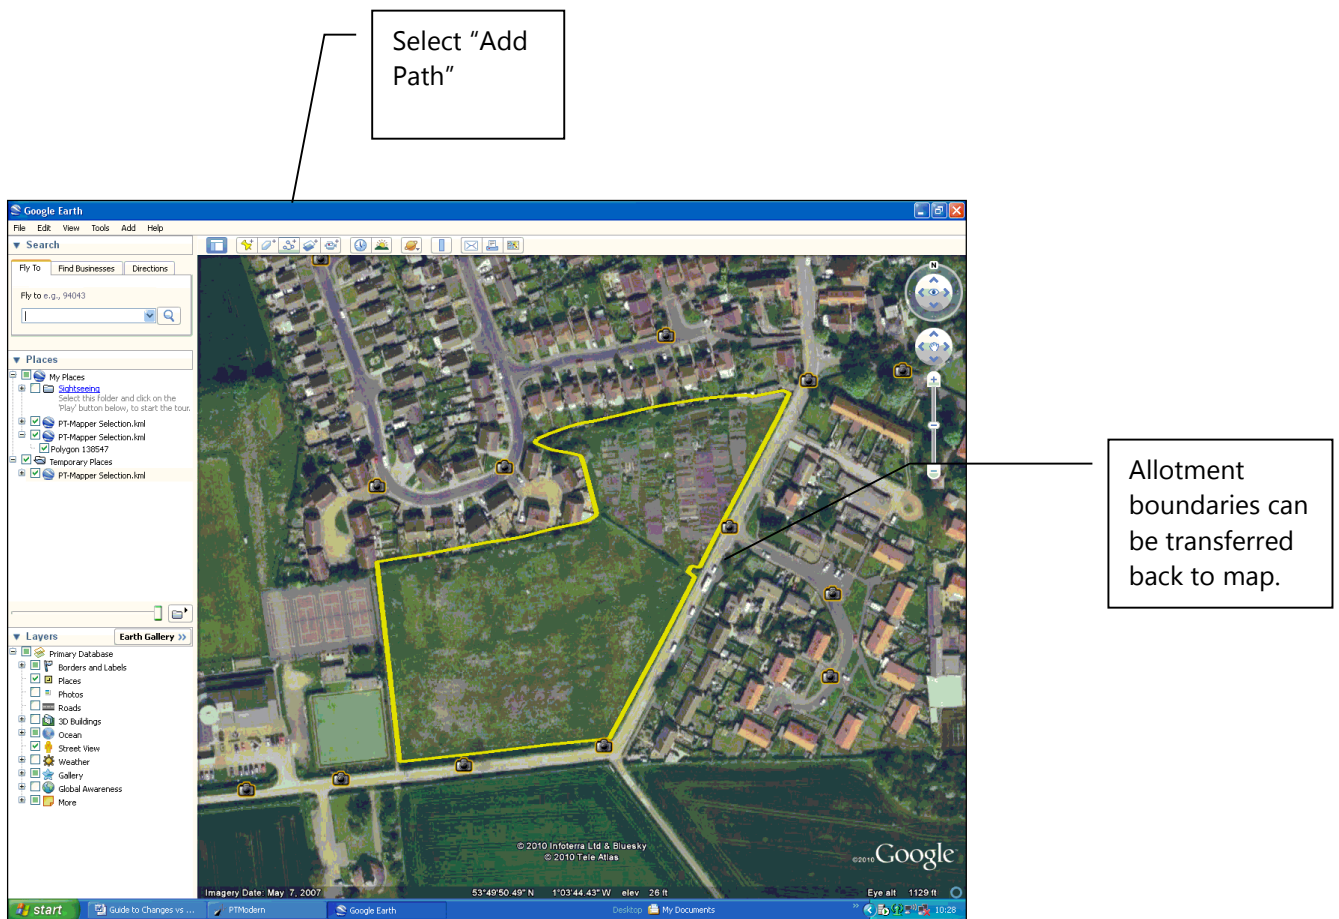 Select “Add
Path”
Google Earth
File Edit View Tools Add Help
Search
Fly To Find Businesses Directions
Fly to e.g., 94043
Places
My Places
Sightseeing
Select this folder and click on the
'Play' button below, to start the tour.
PT-Mapper Selection.kml
PT-Mapper Selection.kml
Polygon 138547
Temporary Places
PT-Mapper Selection.kml
Layers
Earth Gallery »
Primary Database
Borders and Labels
Places
Photos
Roads
3D Buildings
Ocean
Street View
Weather
Gallery
Global Awareness
More
N
Allotment
boundaries can
be transferred
back to map.
© 2010 Infoterra Ltd & Bluesky
© 2010 Tele Atlas
©2010 Google
Imagery Date: May 7, 2007
53°49'50.49" N 1°03'44.43" W elev 26 ft
Eye alt 1129 ft
start
Guide to Changes vs ...
PTModern
Google Earth
Desktop
My Documents
10:28